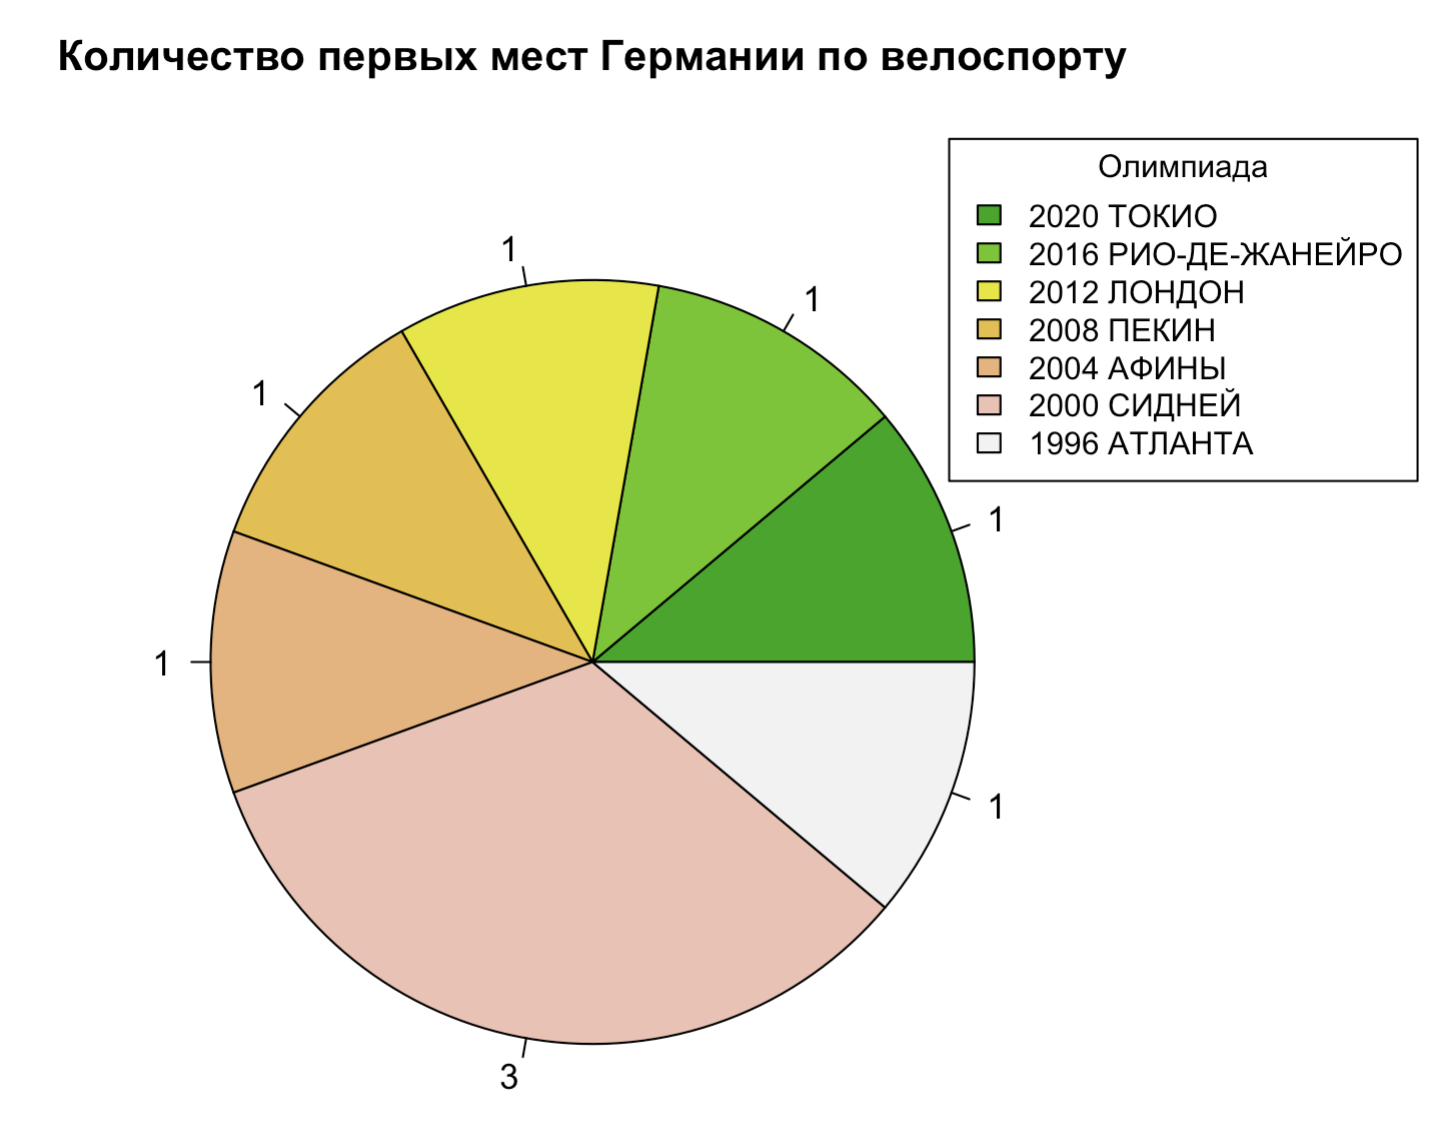 Количество первых мест Германии по велоспорту
Олимпиада
2020 ТОКИО
2016 РИО-ДЕ-ЖАНЕЙРО
2012 ЛОНДОН
2008 ПЕКИН
2004 АФИНЫ
2000 СИДНЕЙ
1996 АТЛАНТА
1
1
1
1
1
1
3